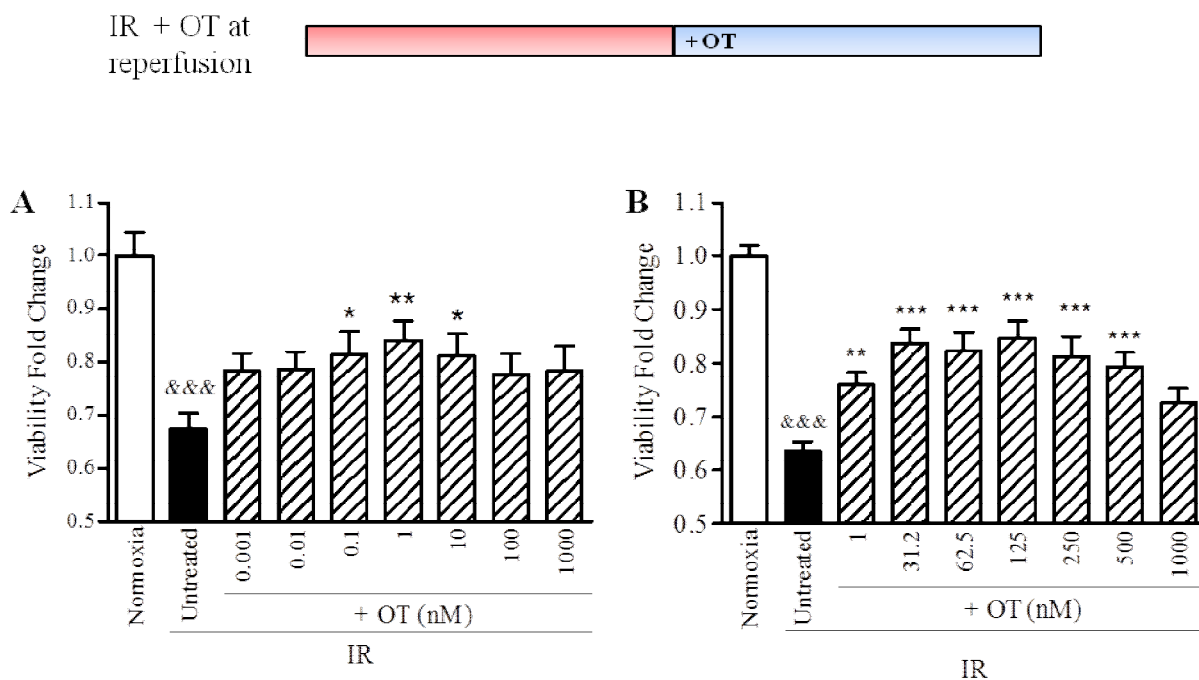 IR + OT at
reperfusion
+ OT
A
Viability Fold Change
1.1
1.0
0.9
0.8
0.7
0.6
0.5
&&&
*
**
*
Normoxia
Untreated
0.001
0.01
0.1
1
10
100
1000
+ OT (nM)
IR
B
Viability Fold Change
1.1
1.0
0.9
0.8
0.7
0.6
0.5
&&&
**
***
***
***
***
***
Normoxia
Untreated
1
31.2
62.5
125
250
500
1000
+ OT (nM)
IR